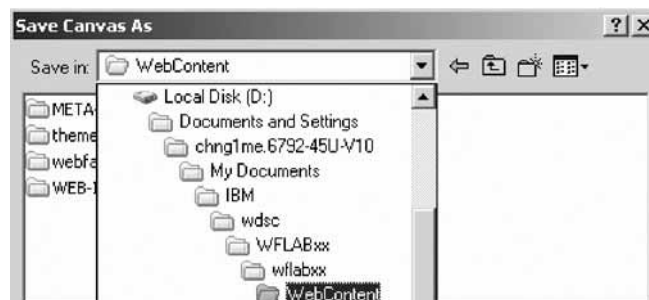 Save Canvas As
Save in: WebContent
Local Disk (D:)
META-
Documents and Settings
theme
chng1me.6792-45U-V10
webfa
My Documents
WEB-I
IBM
wdsc
WFLABxx
wflabxx
WebContent